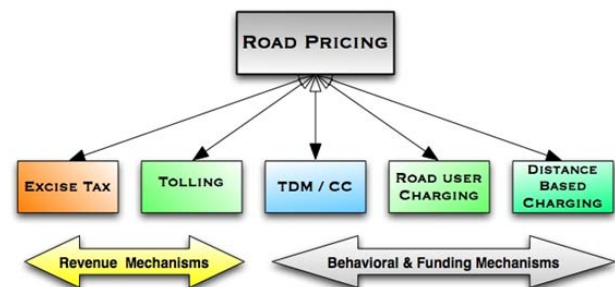 ROAD PRICING
EXCISE TAX
TOLLING
TDM / CC
ROAD USER
CHARGING
DISTANCE
BASED
CHARGING
Revenue Mechanisms
Behavioral & Funding Mechanisms